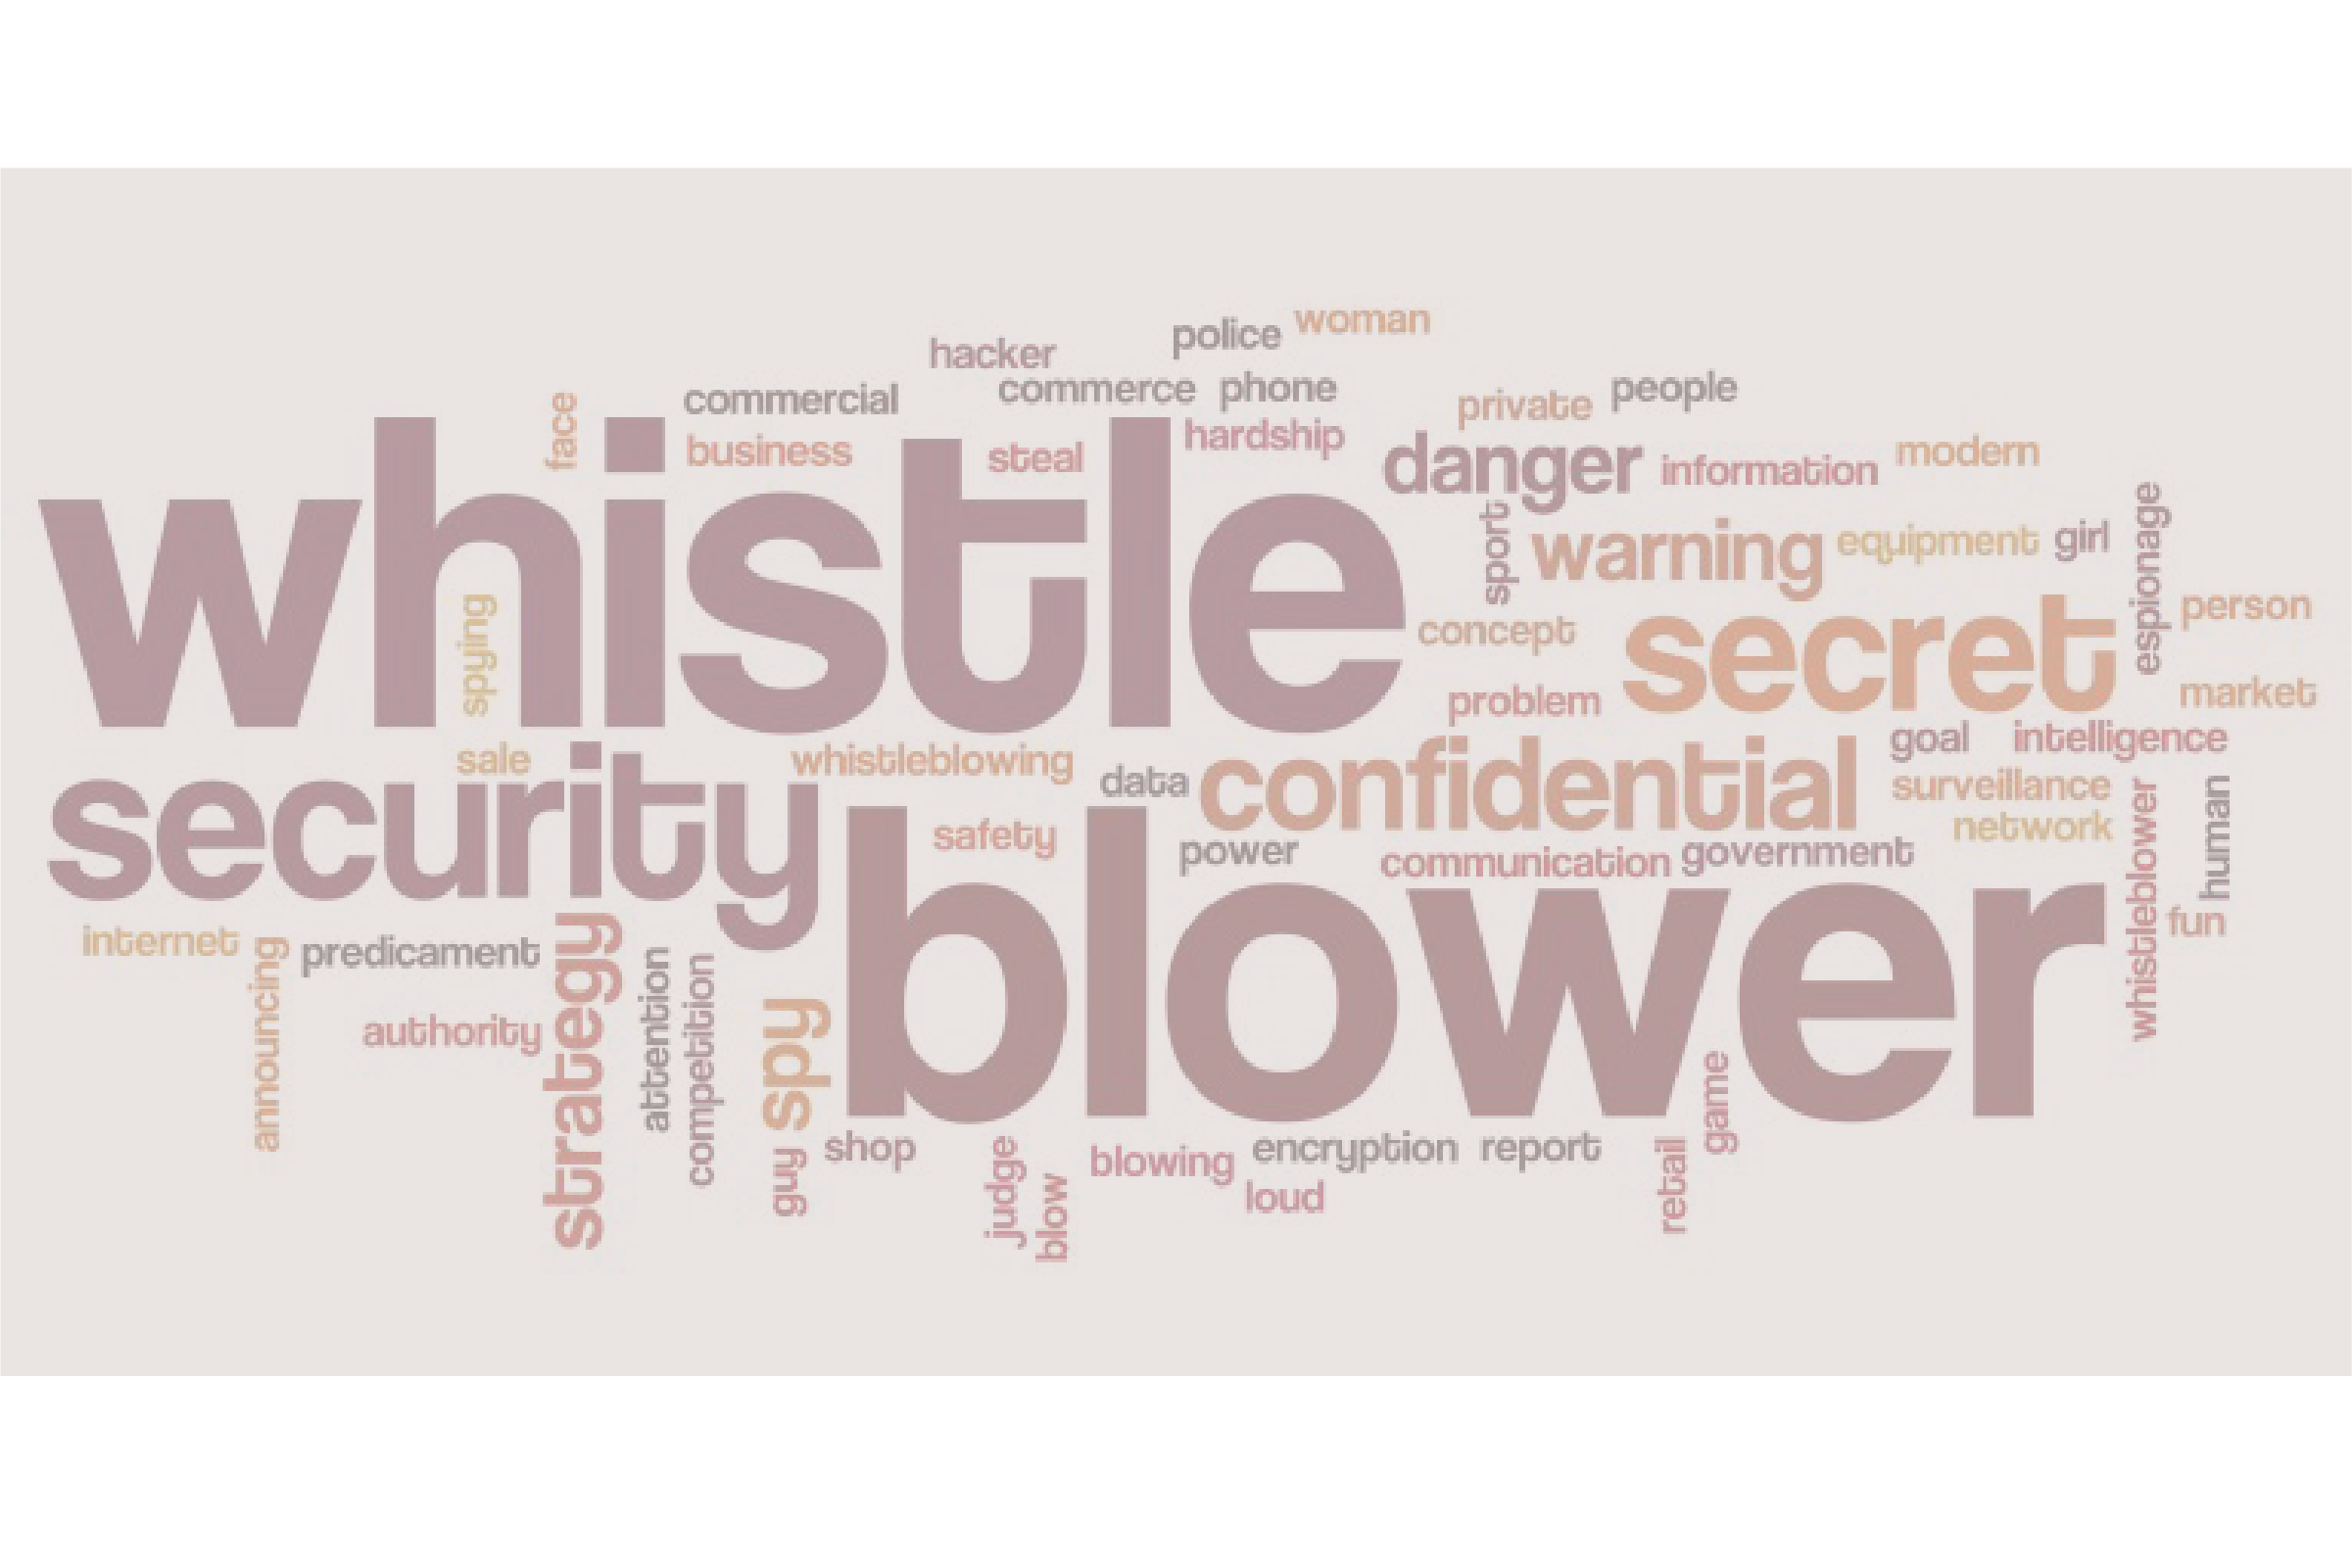 woman
police
hacker
commercial
commerce
phone
private
people
face
business
steal
hardship
danger
information
modern
whistle
sport
warning
equipment
girl
espionage
spying
concept
secret
person
problem
market
sale
whistleblowing
data
confidential
goal
intelligence
surveillance
security
safety
power
communication
government
network
whistleblower
human
internet
announcing
predicament
authority
strategy
attention
competition
spy
blower
fun
guy
shop
judge
blow
blowing
encryption
report
loud
retail
game